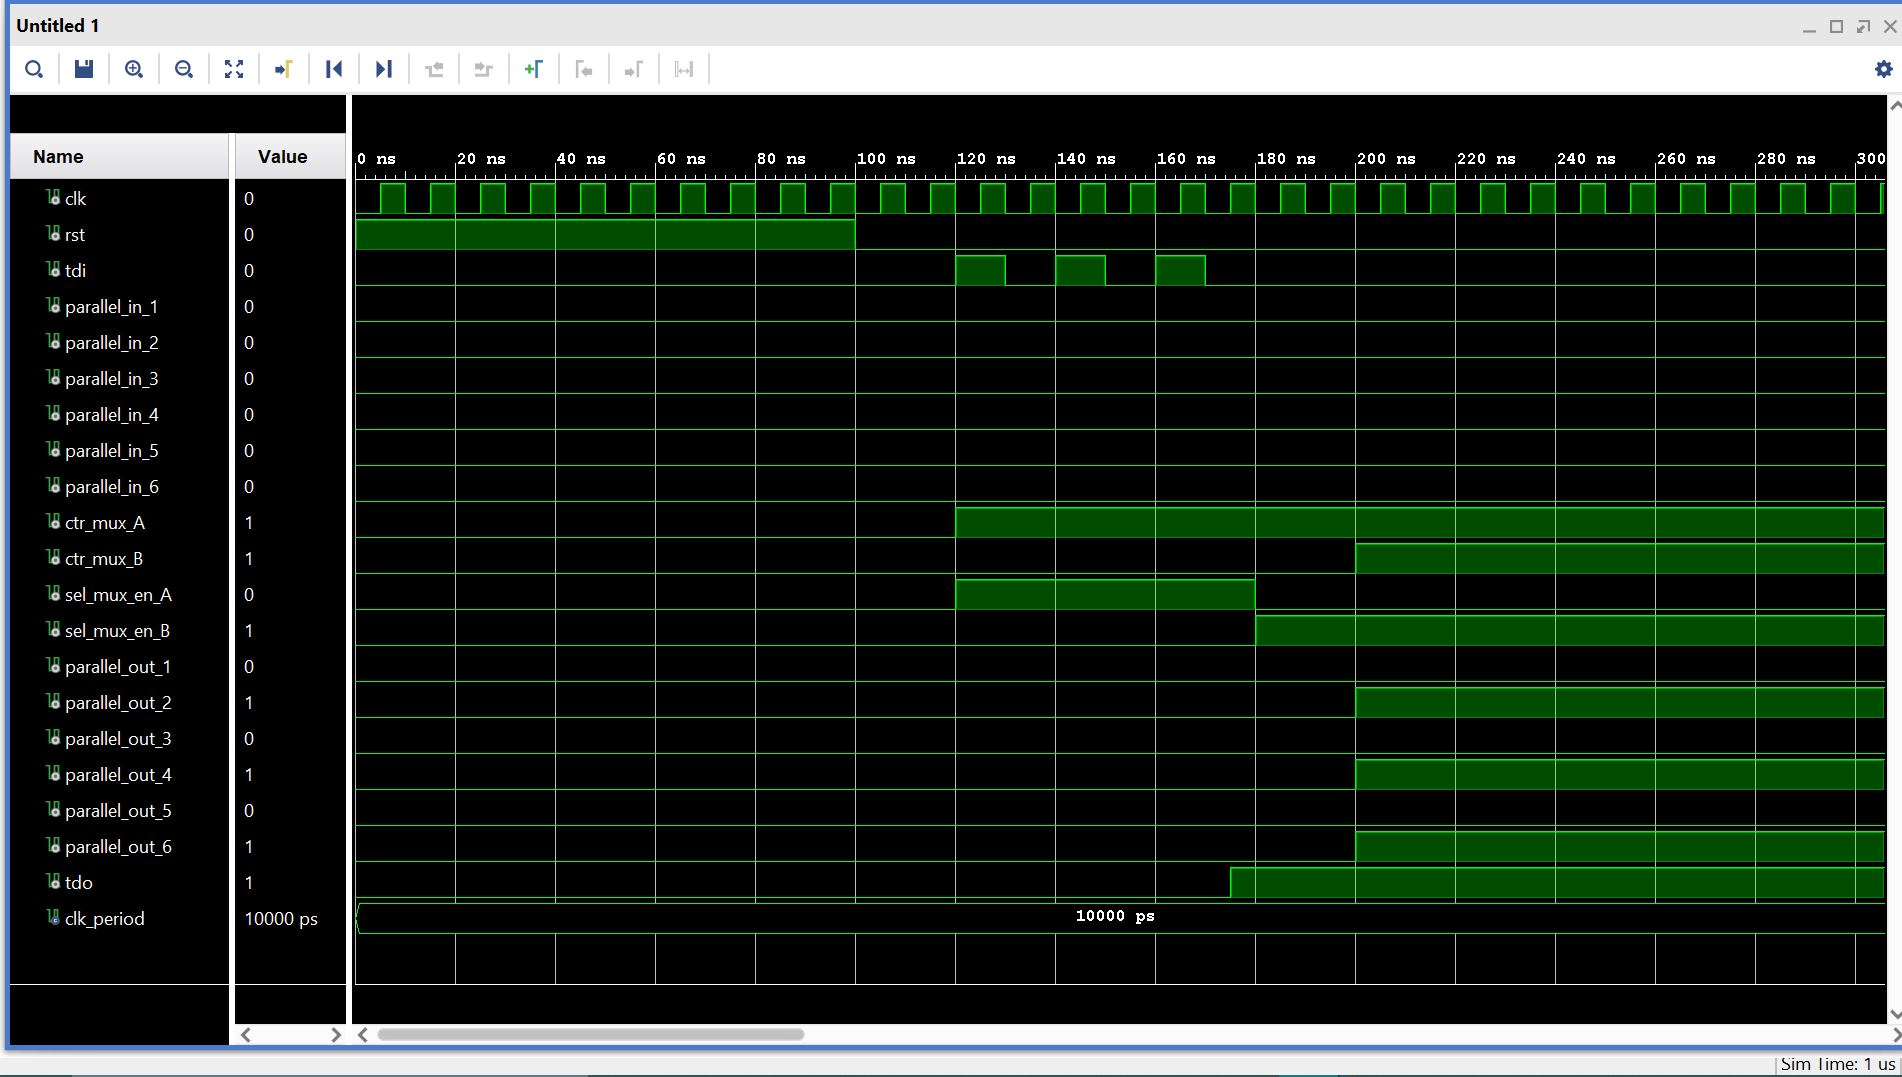 Untitled 1
Name Value
0 ns 20 ns 40 ns 60 ns 80 ns 100 ns 120 ns 140 ns 160 ns 180 ns 200 ns 220 ns 240 ns 260 ns 280 ns 300
clk 0
rst 0
tdi 0
parallel_in_1 0
parallel_in_2 0
parallel_in_3 0
parallel_in_4 0
parallel_in_5 0
parallel_in_6 0
ctr_mux_A 1
ctr_mux_B 1
sel_mux_en_A 0
sel_mux_en_B 1
parallel_out_1 0
parallel_out_2 1
parallel_out_3 0
parallel_out_4 1
parallel_out_5 0
parallel_out_6 1
tdo 1
clk_period 10000 ps 10000 ps
Sim Time: 1 us